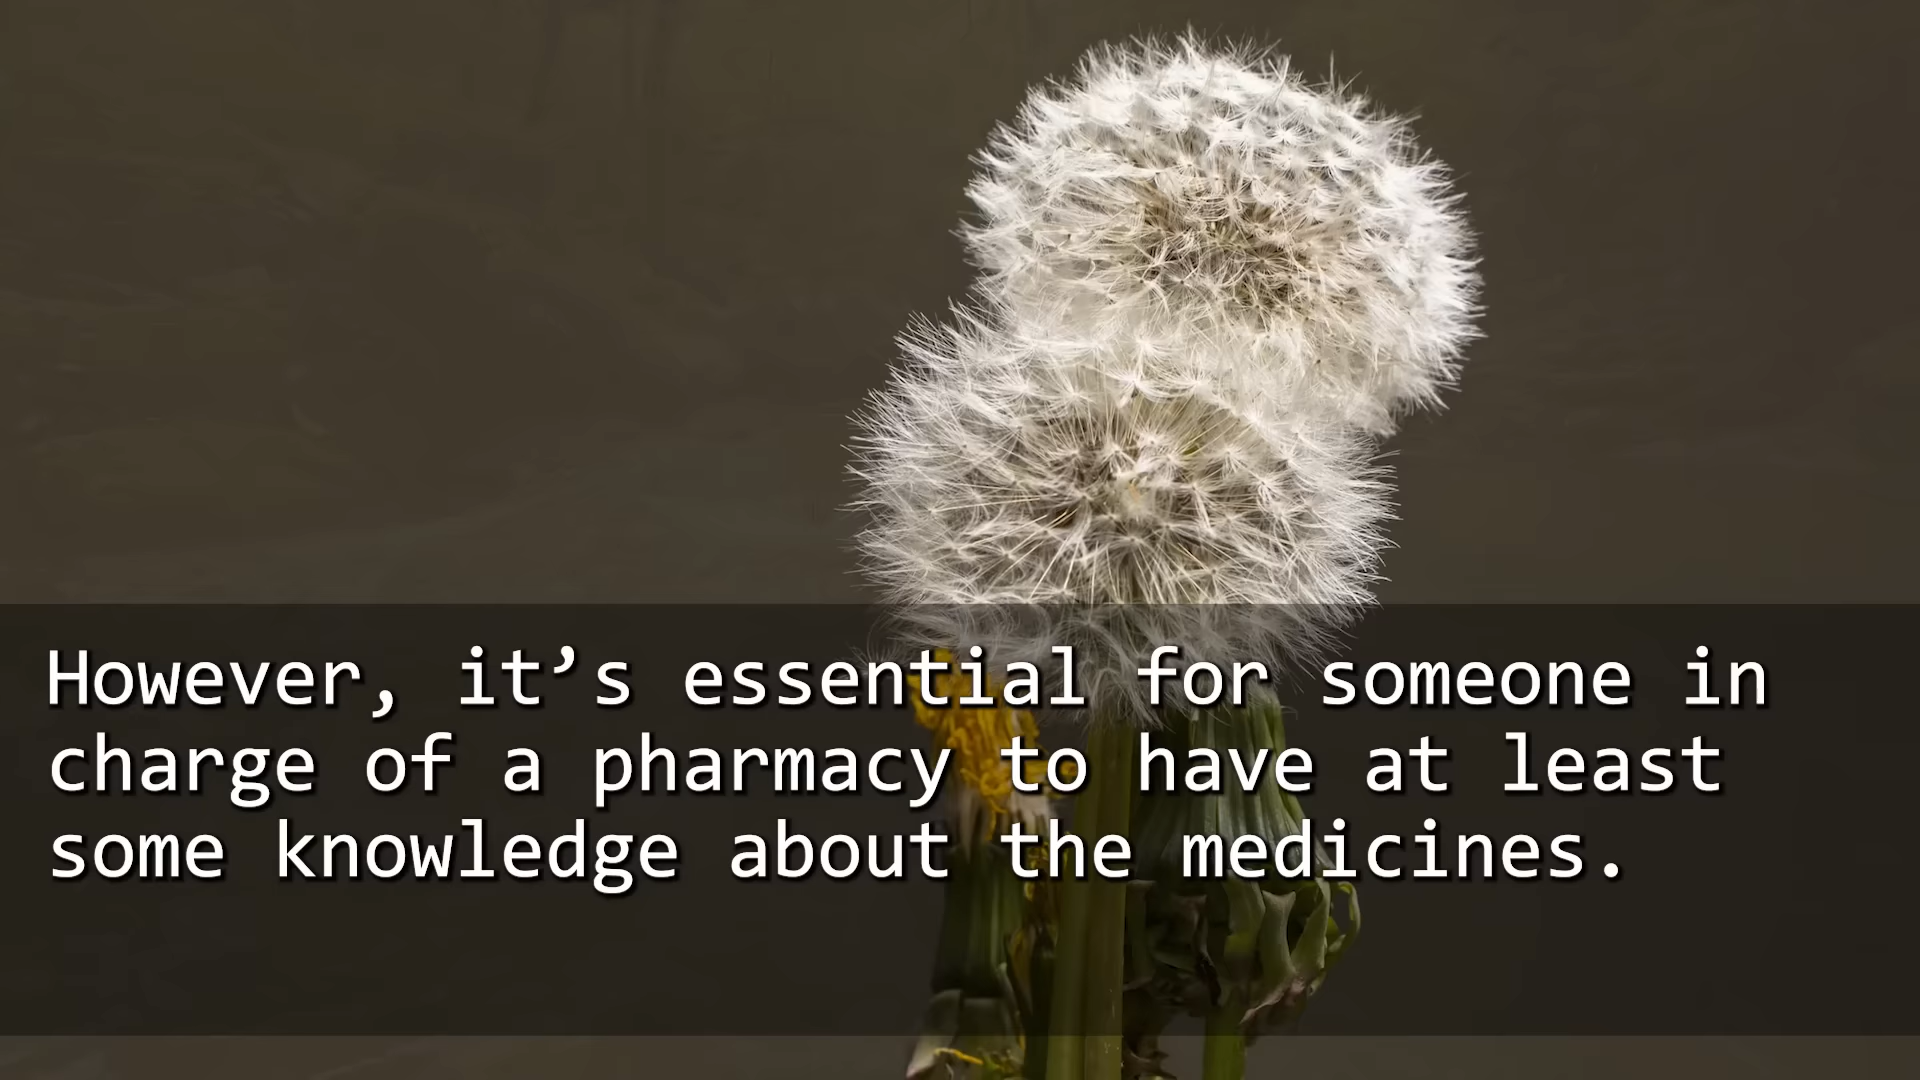 However, it’s essential for someone in
charge of a pharmacy to have at least
some knowledge about the medicines.